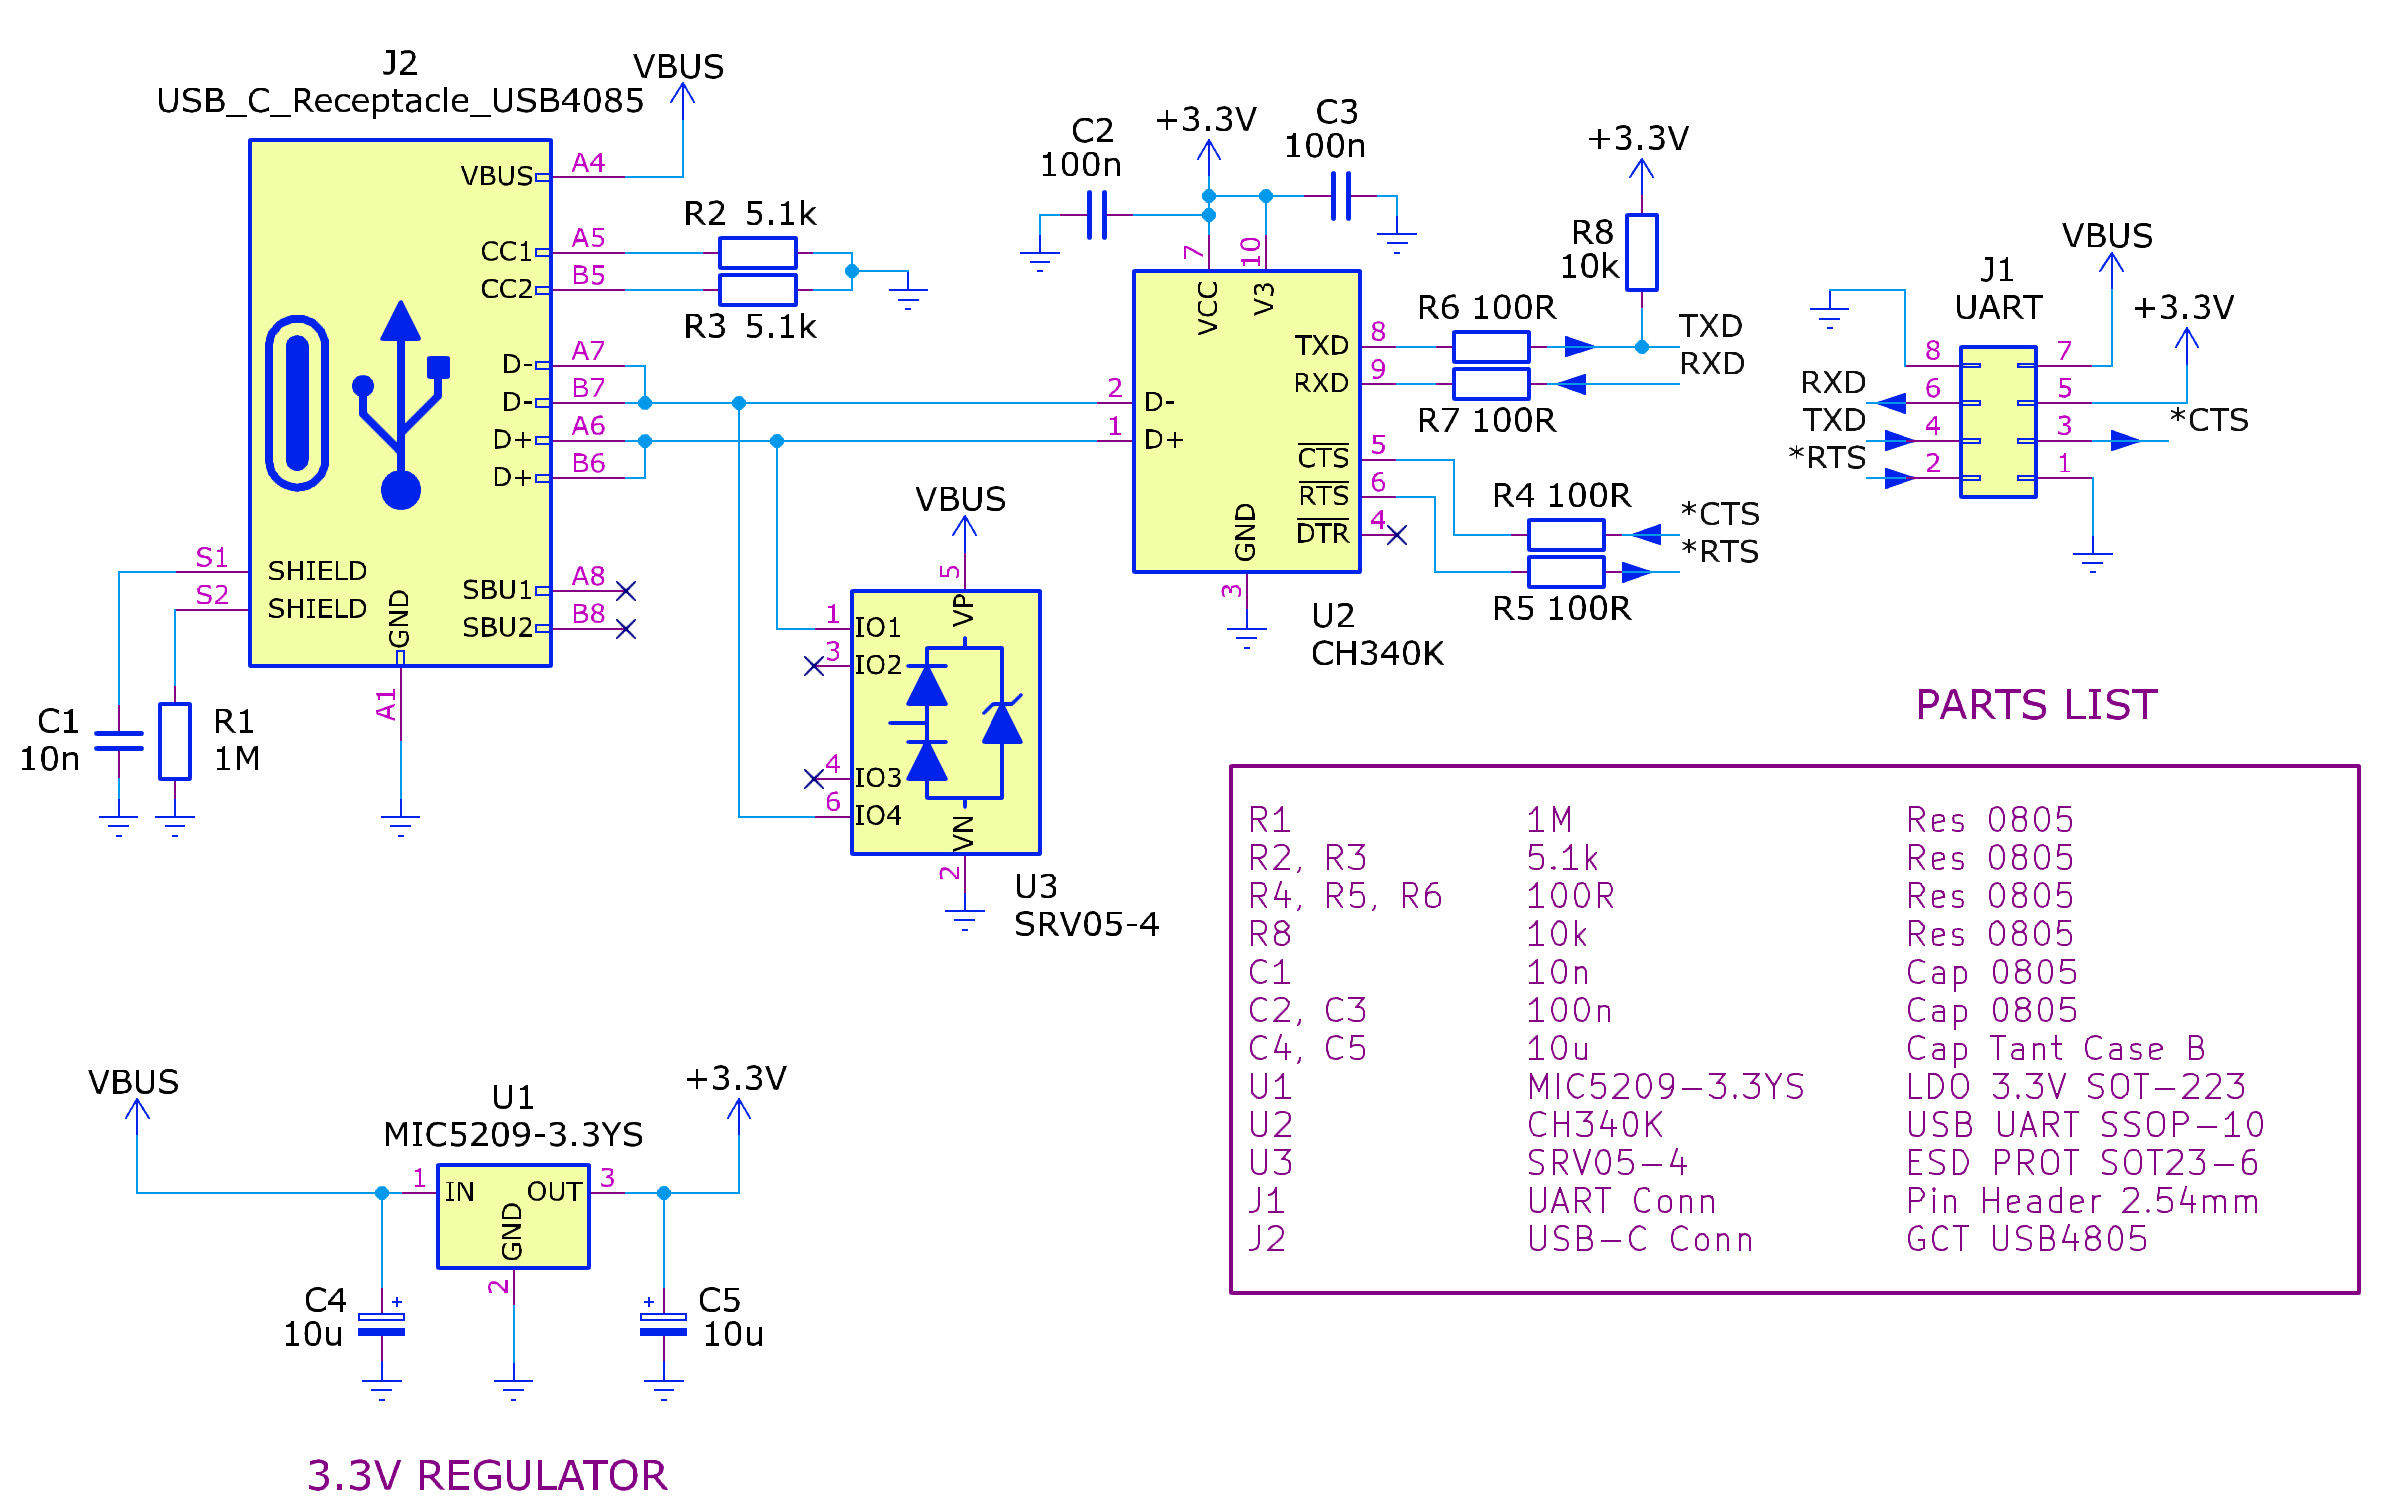 J2
USB_C_Receptacle_USB4085
VBUS
VBUS
A4
CC1
A5
CC2
B5
R2 5.1k
R3 5.1k
D-
A7
D-
B7
D+
A6
D+
B6
S1
SHIELD
S2
SHIELD
GND
A1
SBU1
A8
SBU2
B8
C1
10n
R1
1M
VBUS
5
VP
1
IO1
3
IO2
4
IO3
6
IO4
VN
2
U3
SRV05-4
C2
100n
+3.3V
C3
100n
7
10
VCC
V3
2
D-
1
D+
TXD
8
RXD
9
CTS
5
RTS
6
DTR
4
GND
3
U2
CH340K
R6 100R
R7 100R
+3.3V
R8
10k
TXD
RXD
R4 100R
*CTS
*RTS
R5 100R
J1
UART
VBUS
+3.3V
8
7
RXD
6
5
TXD
4
3
*CTS
*RTS
2
1
PARTS LIST
R1 1M Res 0805
R2, R3 5.1k Res 0805
R4, R5, R6 100R Res 0805
R8 10k Res 0805
C1 10n Cap 0805
C2, C3 100n Cap 0805
C4, C5 10u Cap Tant Case B
U1 MIC5209-3.3YS LDO 3.3V SOT-223
U2 CH340K USB UART SSOP-10
U3 SRV05-4 ESD PROT SOT23-6
J1 UART Conn Pin Header 2.54mm
J2 USB-C Conn GCT USB4805
VBUS
U1
MIC5209-3.3YS
+3.3V
1
IN
OUT
3
GND
2
C4
10u
+
+
C5
10u
3.3V REGULATOR